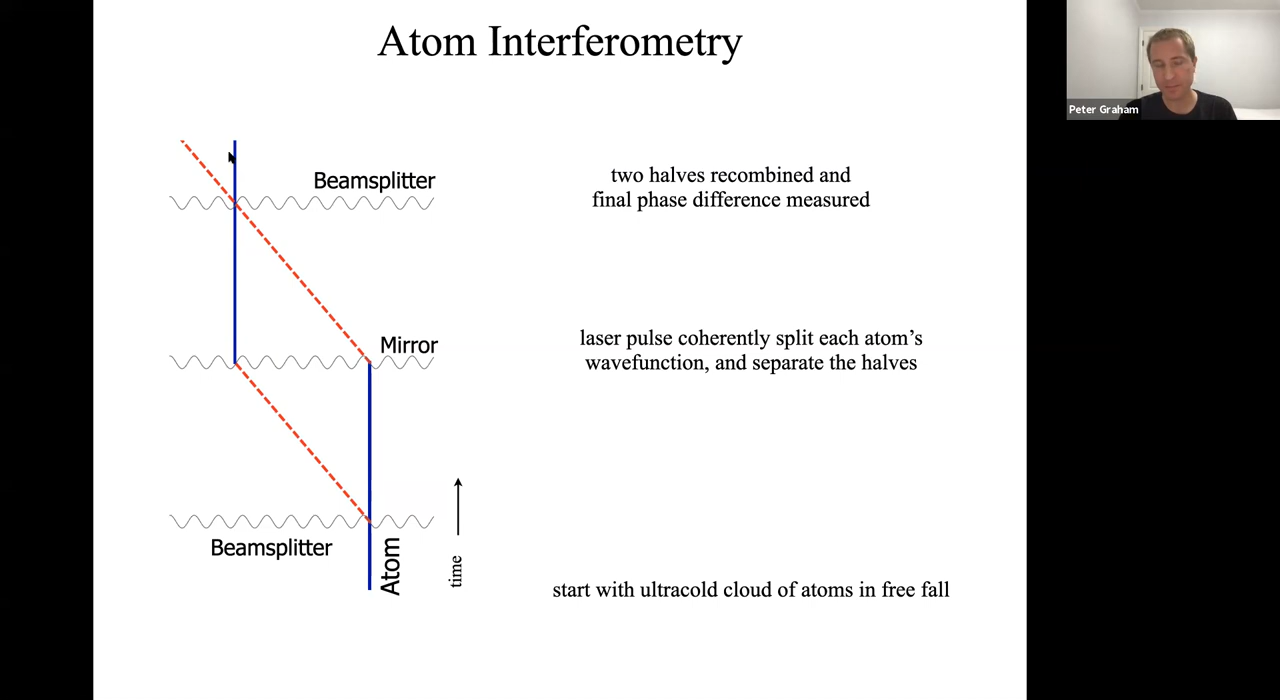 Atom Interferometry
Peter Graham
Beamsplitter
two halves recombined and
final phase difference measured
Mirror
laser pulse coherently split each atom’s
wavefunction, and separate the halves
Beamsplitter
Atom
time
start with ultracold cloud of atoms in free fall